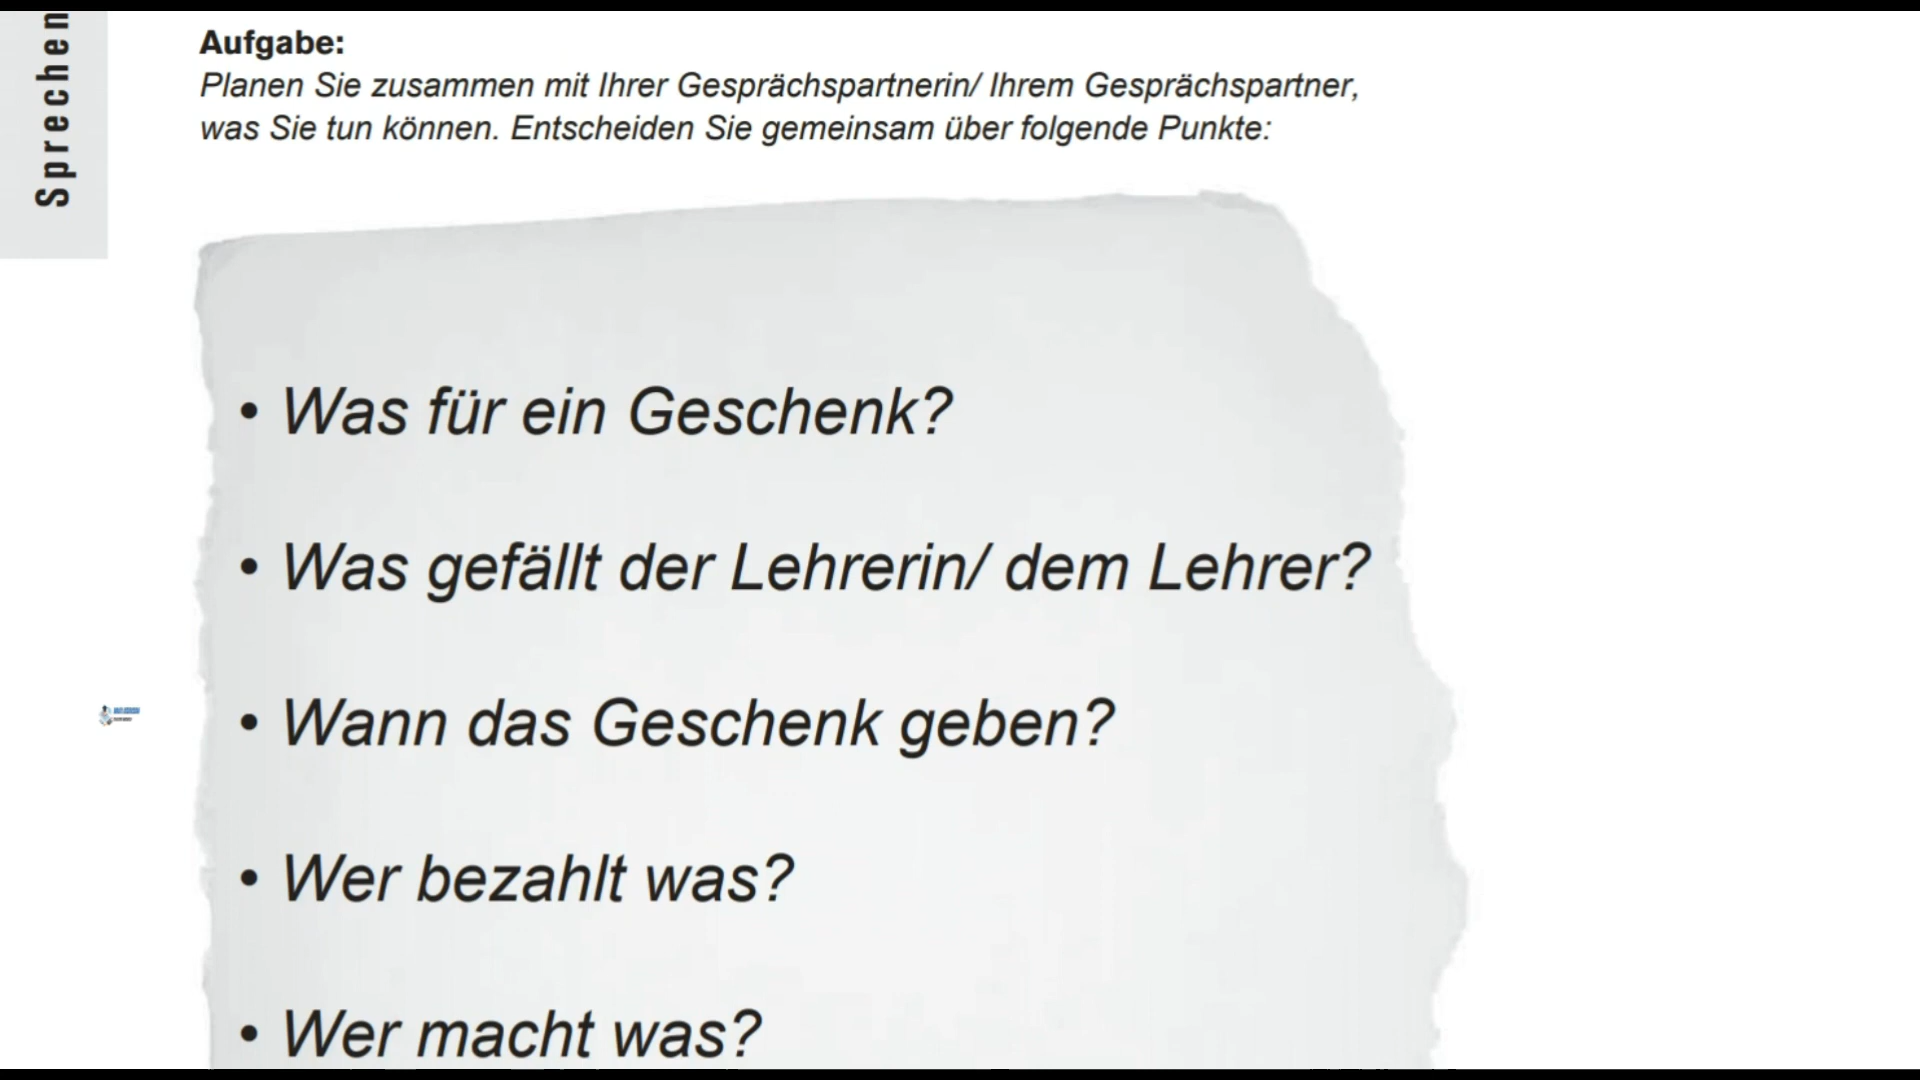 Sprechen
Aufgabe:
Planen Sie zusammen mit Ihrer Gesprächspartnerin/ Ihrem Gesprächspartner,
was Sie tun können. Entscheiden Sie gemeinsam über folgende Punkte:
• Was für ein Geschenk?
• Was gefällt der Lehrerin/ dem Lehrer?
• Wann das Geschenk geben?
• Wer bezahlt was?
• Wer macht was?